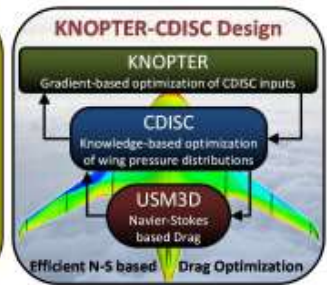 KNOPTER-CDISC Design
KNOPTER
Gradient-based optimization of CDISC inputs
CDISC
Knowledge-based optimization
of wing pressure distributions
USM3D
Navier-Stokes
based Drag
Efficient N-S based Drag Optimization